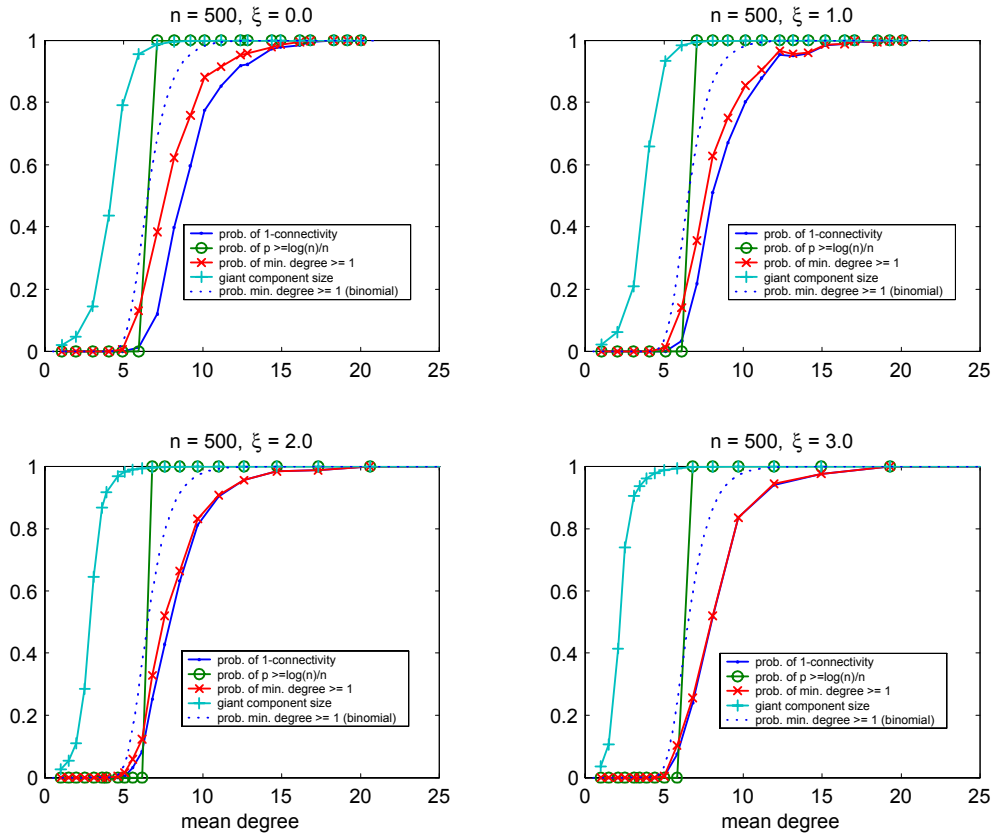 n = 500, ξ = 0.0
1
0.8
0.6
0.4
0.2
0
0 5 10 15 20 25
prob. of 1-connectivity
prob. of p >=log(n)/n
prob. of min. degree >= 1
giant component size
prob. min. degree >= 1 (binomial)
n = 500, ξ = 1.0
1
0.8
0.6
0.4
0.2
0
0 5 10 15 20 25
prob. of 1-connectivity
prob. of p >=log(n)/n
prob. of min. degree >= 1
giant component size
prob. min. degree >= 1 (binomial)
n = 500, ξ = 2.0
1
0.8
0.6
0.4
0.2
0
0 5 10 15 20 25
mean degree
prob. of 1-connectivity
prob. of p >=log(n)/n
prob. of min. degree >= 1
giant component size
prob. min. degree >= 1 (binomial)
n = 500, ξ = 3.0
1
0.8
0.6
0.4
0.2
0
0 5 10 15 20 25
mean degree
prob. of 1-connectivity
prob. of p >=log(n)/n
prob. of min. degree >= 1
giant component size
prob. min. degree >= 1 (binomial)